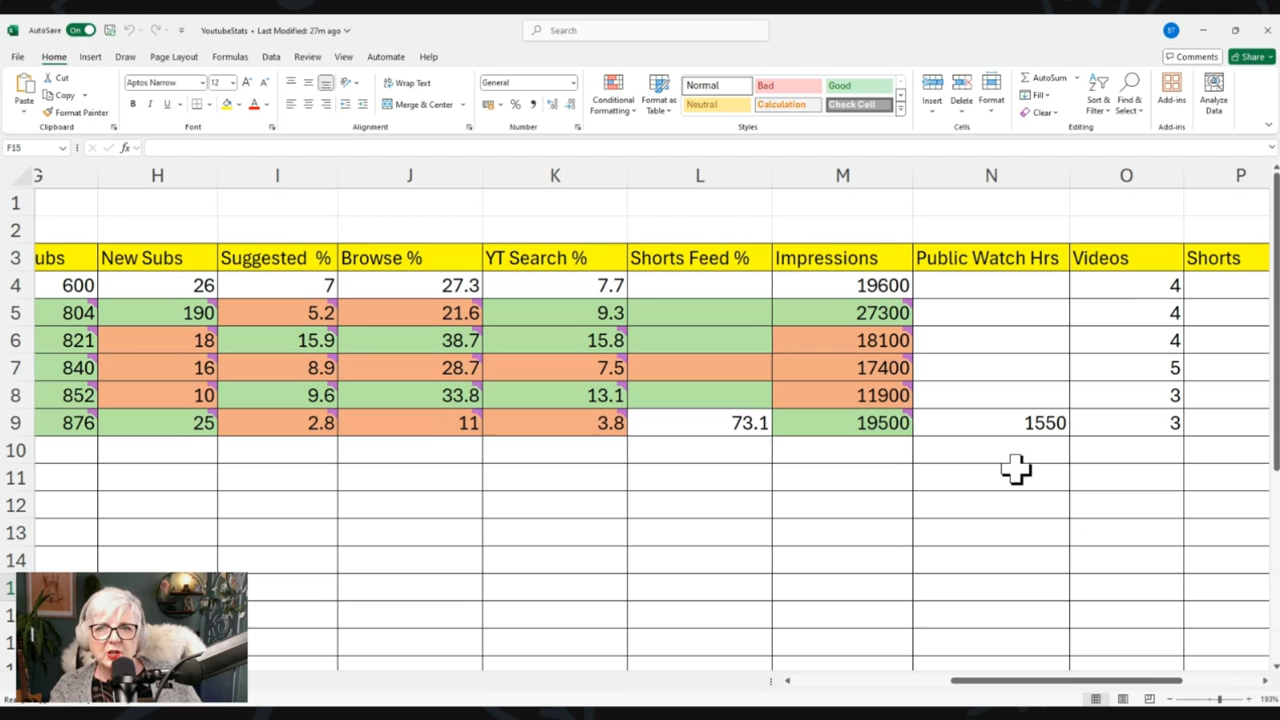 AutoSave On YoutubeStats • Last Modified: 27m ago Search BT
File Home Insert Draw Page Layout Formulas Data Review View Automate Help Comments Share
Paste Cut Copy Format Painter Clipboard
Aptos Narrow 12 A A B I U A Font
Wrap Text Merge & Center Alignment
General % Number
Conditional Formatting Format as Table Normal Bad Good Neutral Calculation Check Cell Styles
Insert Delete Format Cells
AutoSum Fill Clear Sort & Filter Find & Select Editing
Add-ins Add-ins
Analyze Data
F15 fx
G H I J K L M N O P
1
2
3 ubs New Subs Suggested % Browse % YT Search % Shorts Feed % Impressions Public Watch Hrs Videos Shorts
4 600 26 7 27.3 7.7 19600 4
5 804 190 5.2 21.6 9.3 27300 4
6 821 18 15.9 38.7 15.8 18100 4
7 840 16 8.9 28.7 7.5 17400 5
8 852 10 9.6 33.8 13.1 11900 3
9 876 25 2.8 11 3.8 73.1 19500 1550 3
10
11
12
13
14
193%